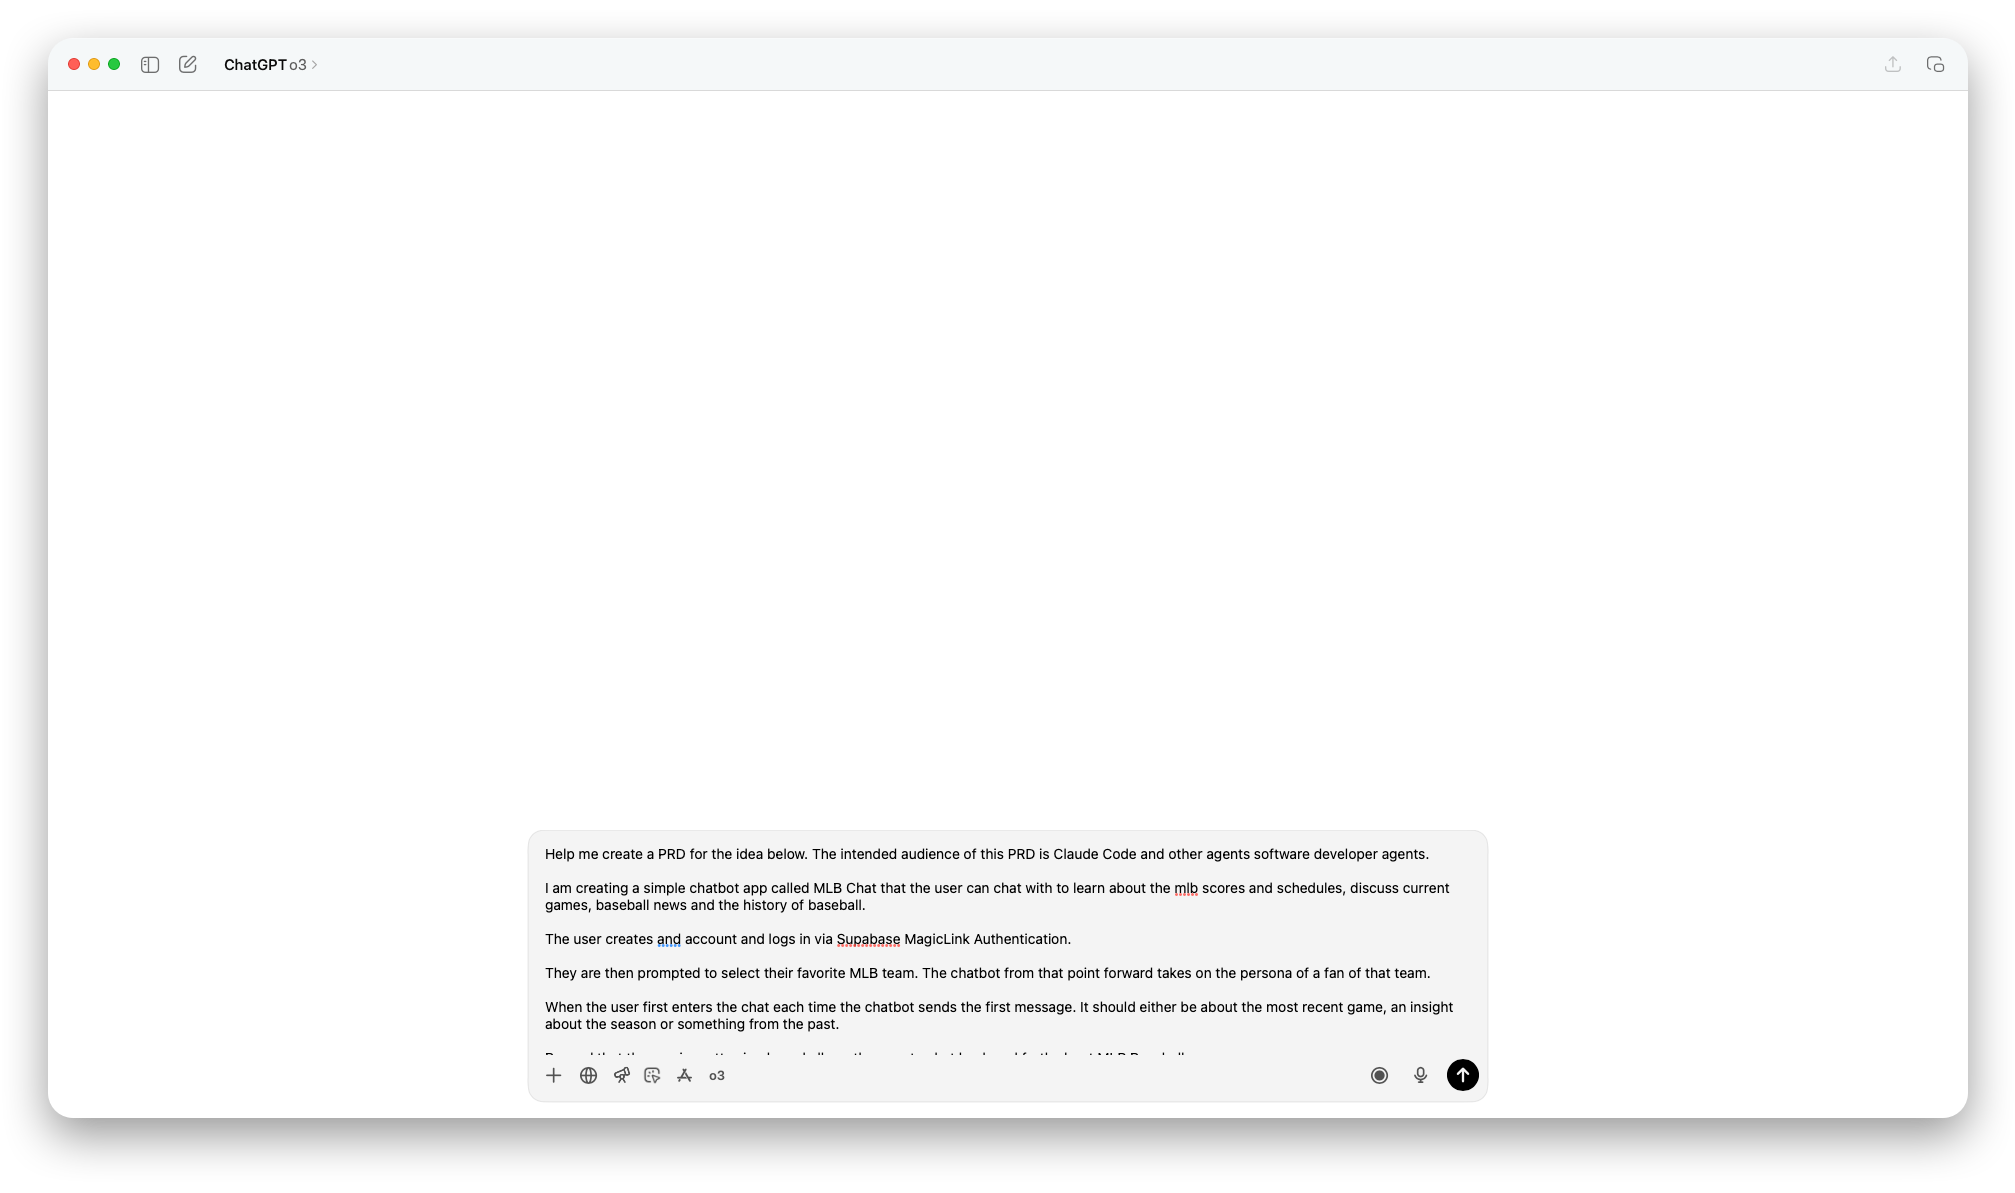 ChatGPT o3 >
Help me create a PRD for the idea below. The intended audience of this PRD is Claude Code and other agents software developer agents.
I am creating a simple chatbot app called MLB Chat that the user can chat with to learn about the mlb scores and schedules, discuss current
games, baseball news and the history of baseball.
The user creates and account and logs in via Supabase MagicLink Authentication.
They are then prompted to select their favorite MLB team. The chatbot from that point forward takes on the persona of a fan of that team.
When the user first enters the chat each time the chatbot sends the first message. It should either be about the most recent game, an insight
about the season or something from the past.
o3